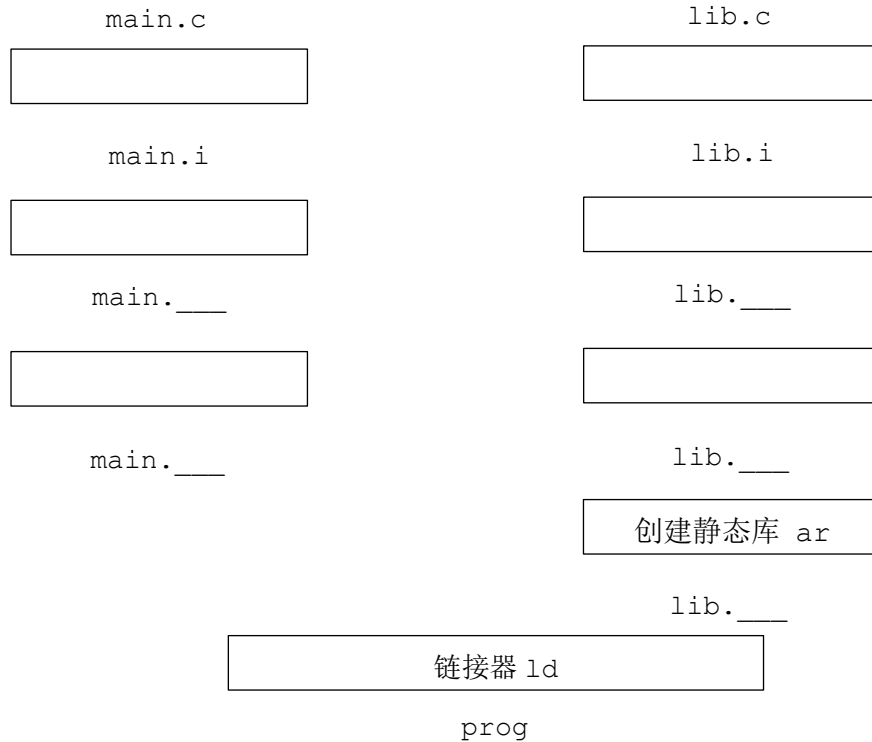 main.c
lib.c
main.i
lib.i
main.___
lib.___
main.___
lib.___
创建静态库 ar
lib.___
链接器 ld
prog